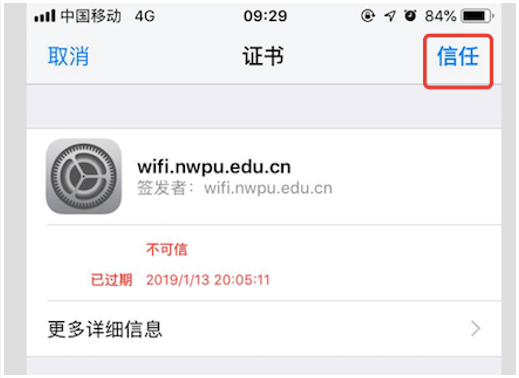 中国移动 4G 09:29 84%
取消 证书 信任
wifi.nwpu.edu.cn
签发者：wifi.nwpu.edu.cn
不可信
已过期 2019/1/13 20:05:11
更多详细信息